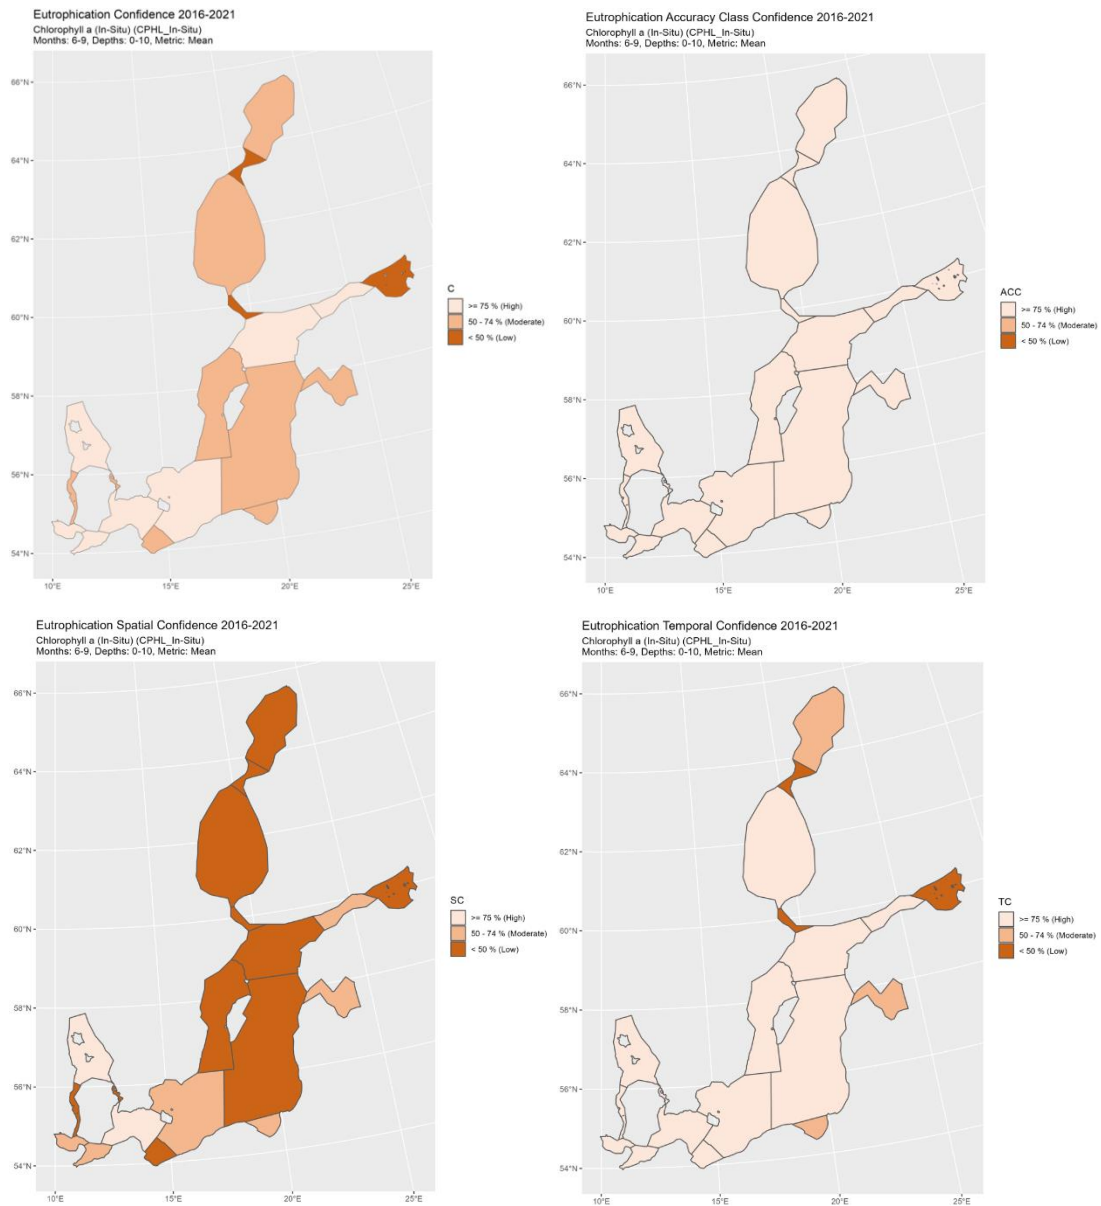 Eutrophication Confidence 2016-2021
Chlorophyll a (In-Situ) (CPHL_In-Situ)
Months: 6-9, Depths: 0-10, Metric: Mean
66°N
64°N
62°N
60°N
58°N
56°N
54°N
10°E
15°E
20°E
25°E
C
>= 75 % (High)
50 - 74 % (Moderate)
< 50 % (Low)
Eutrophication Accuracy Class Confidence 2016-2021
Chlorophyll a (In-Situ) (CPHL_In-Situ)
Months: 6-9, Depths: 0-10, Metric: Mean
66°N
64°N
62°N
60°N
58°N
56°N
54°N
10°E
15°E
20°E
25°E
ACC
>= 75 % (High)
50 - 74 % (Moderate)
< 50 % (Low)
Eutrophication Spatial Confidence 2016-2021
Chlorophyll a (In-Situ) (CPHL_In-Situ)
Months: 6-9, Depths: 0-10, Metric: Mean
66°N
64°N
62°N
60°N
58°N
56°N
54°N
10°E
15°E
20°E
25°E
SC
>= 75 % (High)
50 - 74 % (Moderate)
< 50 % (Low)
Eutrophication Temporal Confidence 2016-2021
Chlorophyll a (In-Situ) (CPHL_In-Situ)
Months: 6-9, Depths: 0-10, Metric: Mean
66°N
64°N
62°N
60°N
58°N
56°N
54°N
10°E
15°E
20°E
25°E
TC
>= 75 % (High)
50 - 74 % (Moderate)
< 50 % (Low)